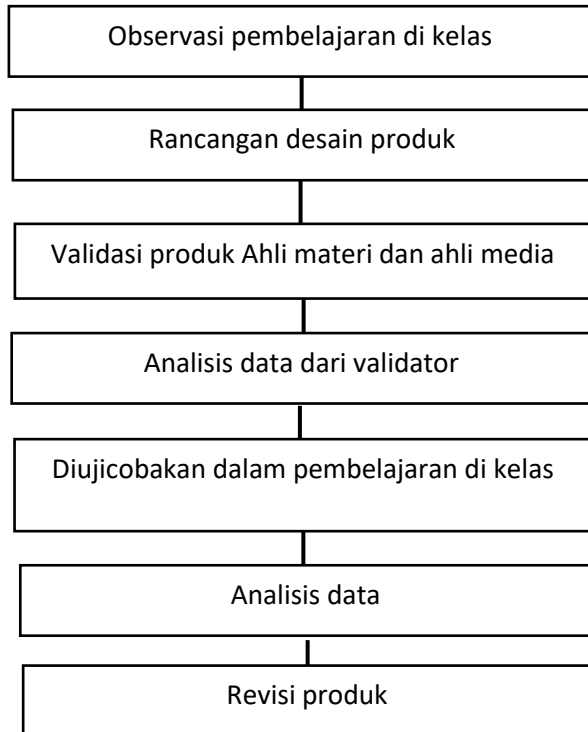 Observasi pembelajaran di kelas
Rancangan desain produk
Validasi produk Ahli materi dan ahli media
Analisis data dari validator
Diujicobakan dalam pembelajaran di kelas
Analisis data
Revisi produk